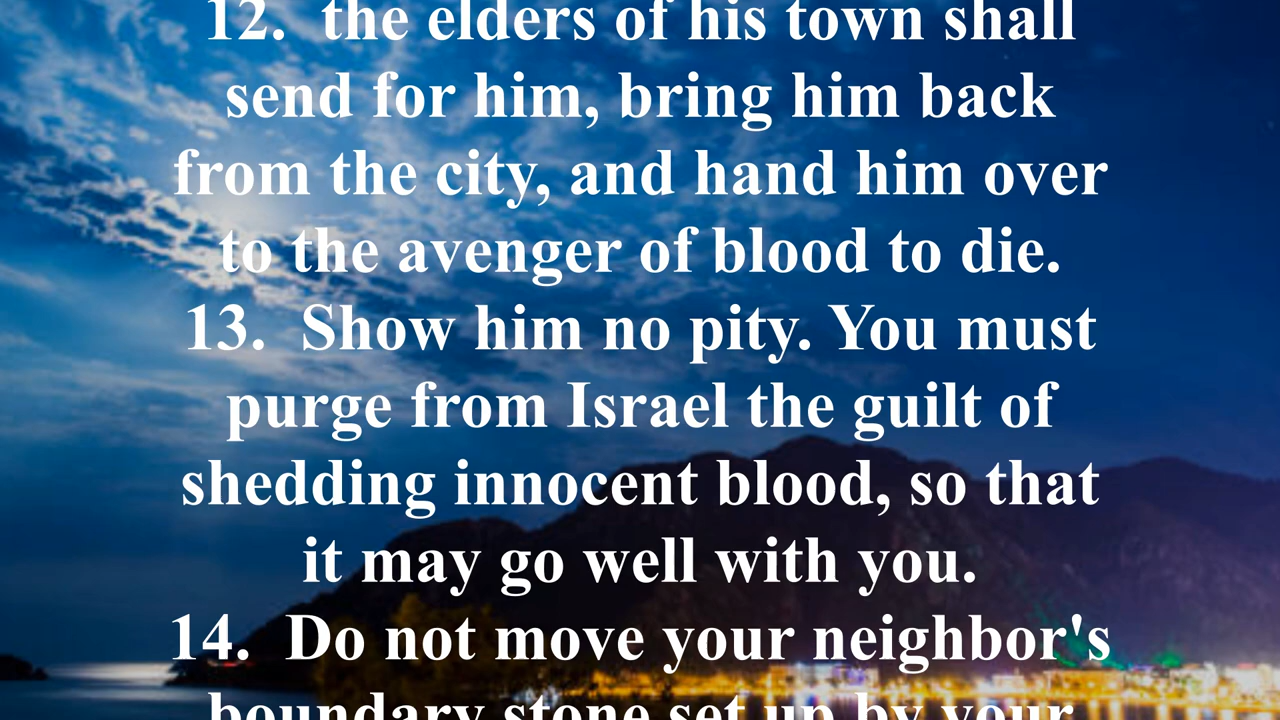 12.  the elders of his town shall
send for him, bring him back
from the city, and hand him over
to the avenger of blood to die.
13.  Show him no pity. You must
purge from Israel the guilt of
shedding innocent blood, so that
it may go well with you.
14.  Do not move your neighbor's
boundary stone set up by your